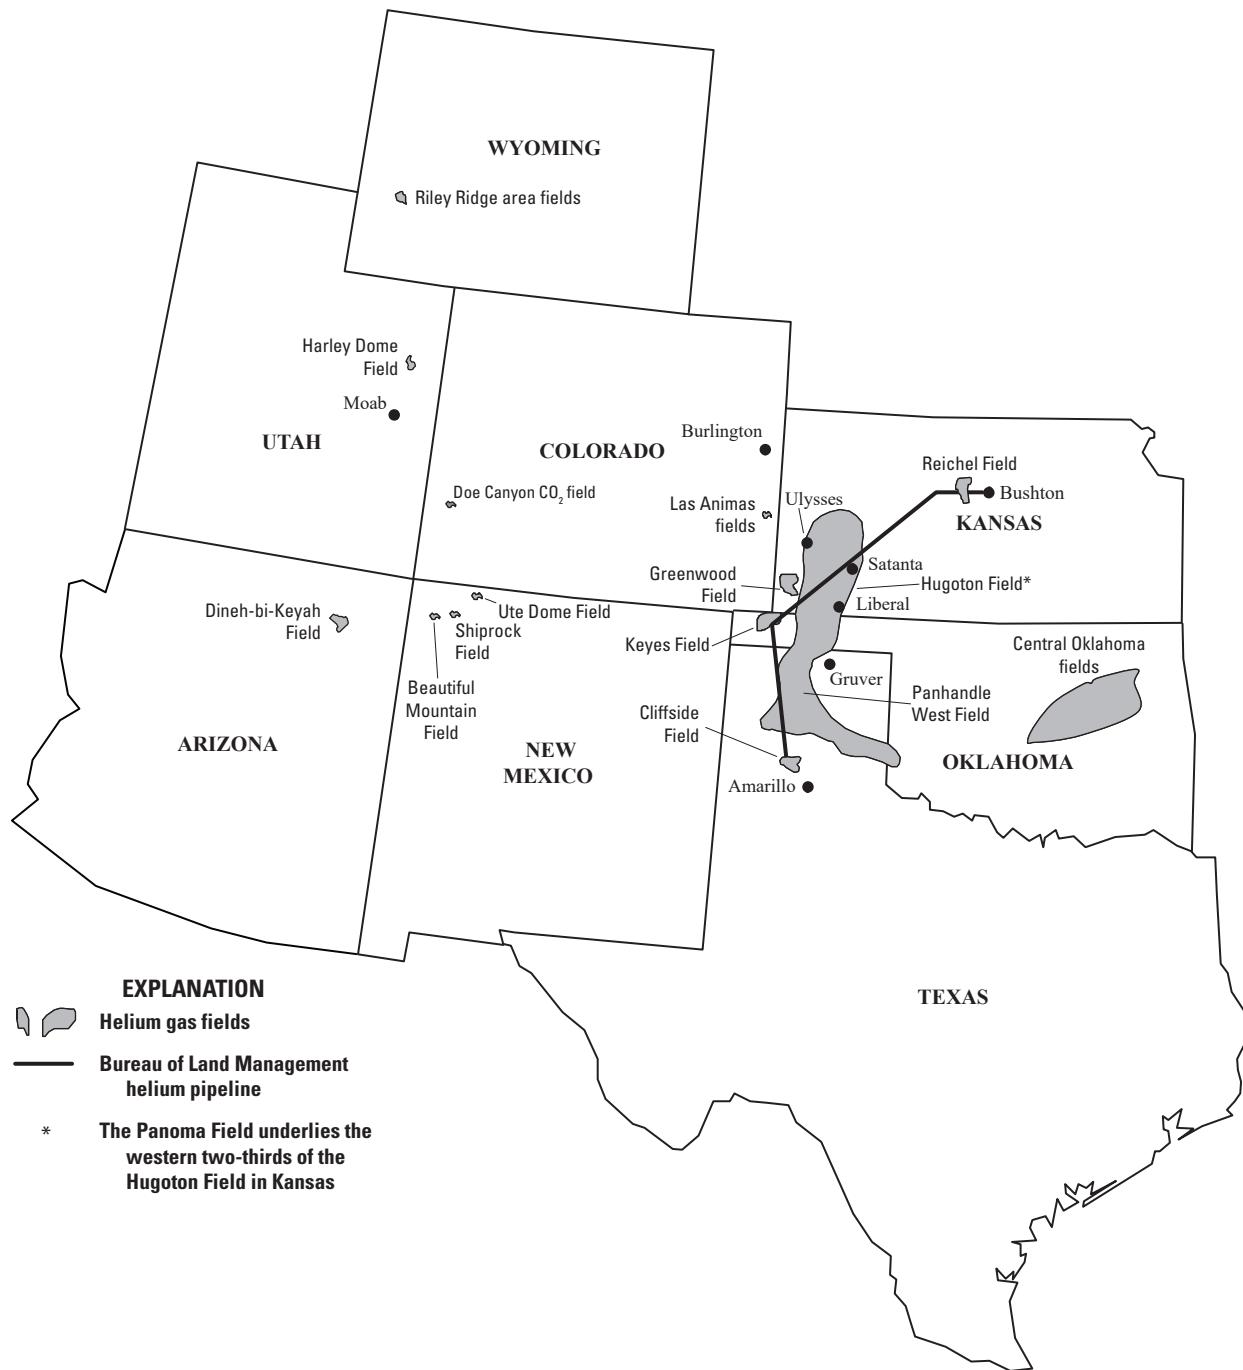 WYOMING
Riley Ridge area fields
Harley Dome
Field
Moab
UTAH
COLORADO
Burlington
Doe Canyon CO₂ field
Las Animas
fields
Reichel Field
Bushton
KANSAS
Ulysses
Satanta
Hugoton Field*
Greenwood
Field
Liberal
Keyes Field
Dineh-bi-Keyah
Field
Ute Dome Field
Shiprock
Field
Beautiful
Mountain
Field
ARIZONA
NEW
MEXICO
Gruver
Panhandle
West Field
Cliffside
Field
Amarillo
Central Oklahoma
fields
OKLAHOMA
TEXAS
EXPLANATION
Helium gas fields
Bureau of Land Management
helium pipeline
* The Panoma Field underlies the
western two-thirds of the
Hugoton Field in Kansas